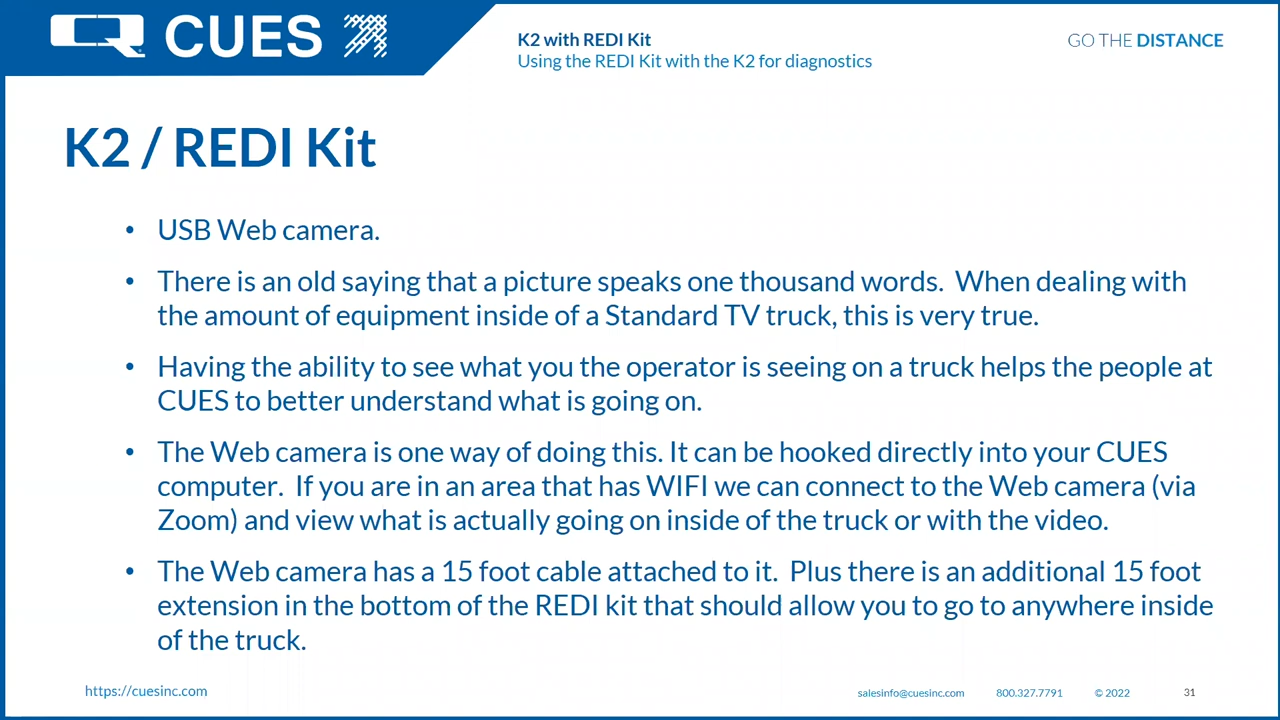 CUES
K2 with REDI Kit
Using the REDI Kit with the K2 for diagnostics
GO THE DISTANCE
K2 / REDI Kit
• USB Web camera.
• There is an old saying that a picture speaks one thousand words.  When dealing with
the amount of equipment inside of a Standard TV truck, this is very true.
• Having the ability to see what you the operator is seeing on a truck helps the people at
CUES to better understand what is going on.
• The Web camera is one way of doing this. It can be hooked directly into your CUES
computer.  If you are in an area that has WIFI we can connect to the Web camera (via
Zoom) and view what is actually going on inside of the truck or with the video.
• The Web camera has a 15 foot cable attached to it.  Plus there is an additional 15 foot
extension in the bottom of the REDI kit that should allow you to go to anywhere inside
of the truck.
https://cuesinc.com
salesinfo@cuesinc.com
800.327.7791
© 2022
31